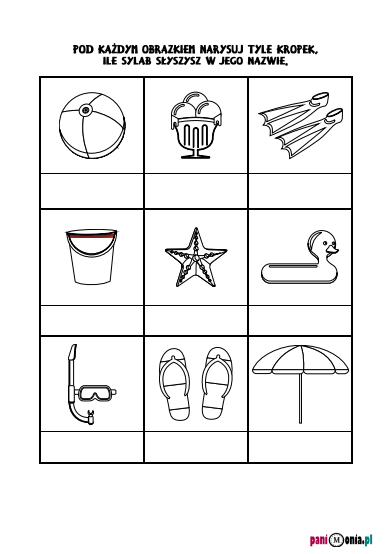 POD KAŻDYM OBRAZKIEM NARYSUJ TYLE KROPEK,
ILE SYLAB SŁYSZYSZ W JEGO NAZWIE.
paniMonia.pl